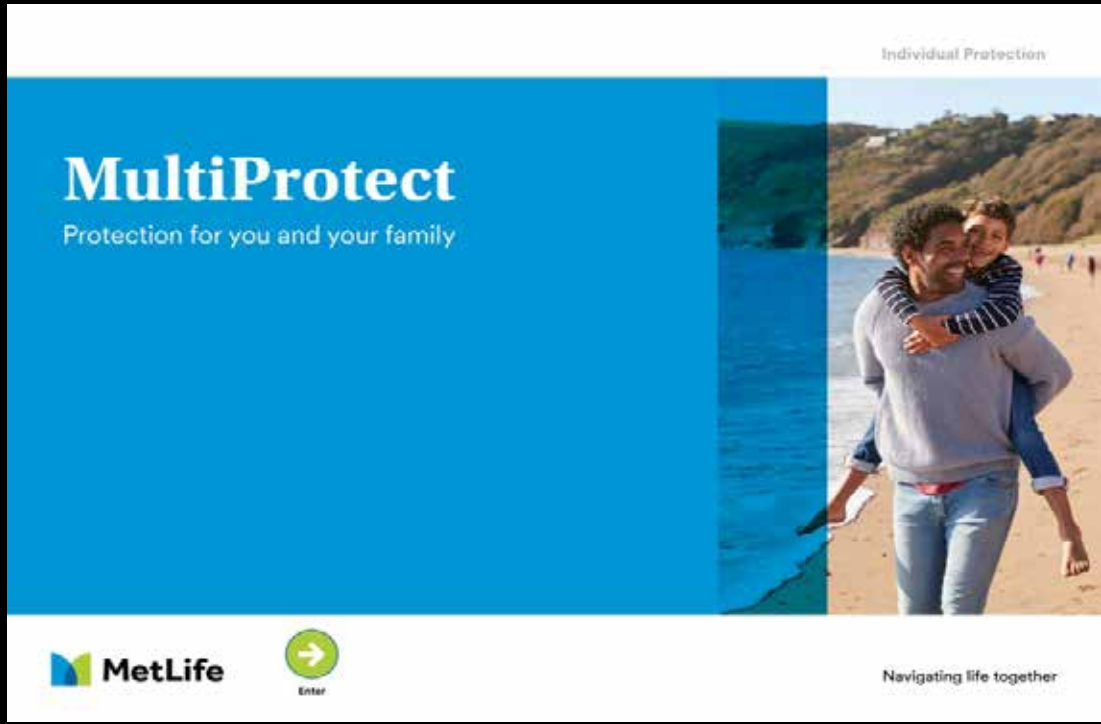 Individual Protection
MultiProtect
Protection for you and your family
MetLife
Enter
Navigating life together